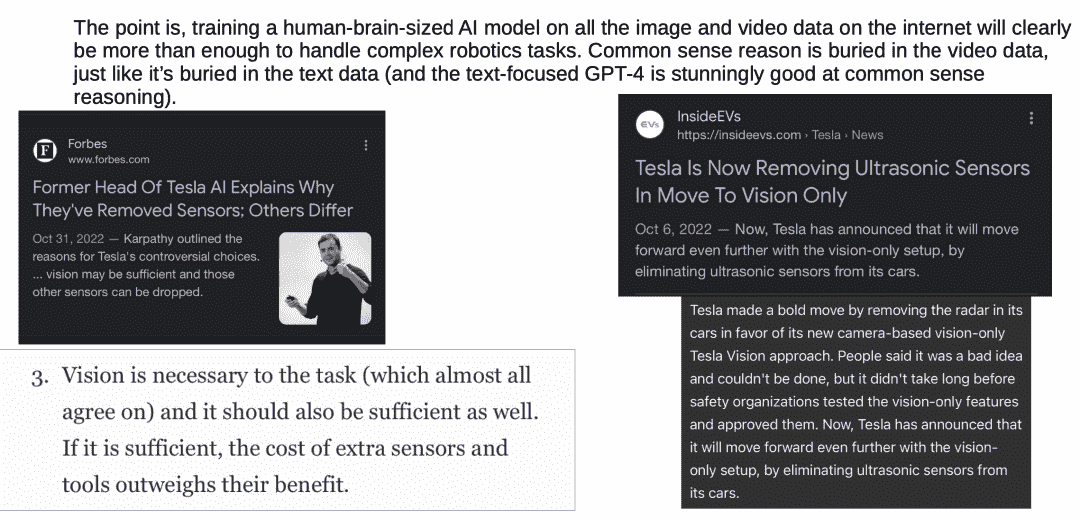 The point is, training a human-brain-sized AI model on all the image and video data on the internet will clearly
be more than enough to handle complex robotics tasks. Common sense reason is buried in the video data,
just like it’s buried in the text data (and the text-focused GPT-4 is stunningly good at common sense
reasoning).
F
Forbes
www.forbes.com
Former Head Of Tesla AI Explains Why
They've Removed Sensors; Others Differ
Oct 31, 2022 — Karpathy outlined the
reasons for Tesla's controversial choices.
... vision may be sufficient and those
other sensors can be dropped.
3. Vision is necessary to the task (which almost all
agree on) and it should also be sufficient as well.
If it is sufficient, the cost of extra sensors and
tools outweighs their benefit.
EVs
InsideEVs
https://insideevs.com › Tesla › News
Tesla Is Now Removing Ultrasonic Sensors
In Move To Vision Only
Oct 6, 2022 — Now, Tesla has announced that it will move
forward even further with the vision-only setup, by
eliminating ultrasonic sensors from its cars.
Tesla made a bold move by removing the radar in its
cars in favor of its new camera-based vision-only
Tesla Vision approach. People said it was a bad idea
and couldn't be done, but it didn't take long before
safety organizations tested the vision-only features
and approved them. Now, Tesla has announced that
it will move forward even further with the vision-
only setup, by eliminating ultrasonic sensors from
its cars.